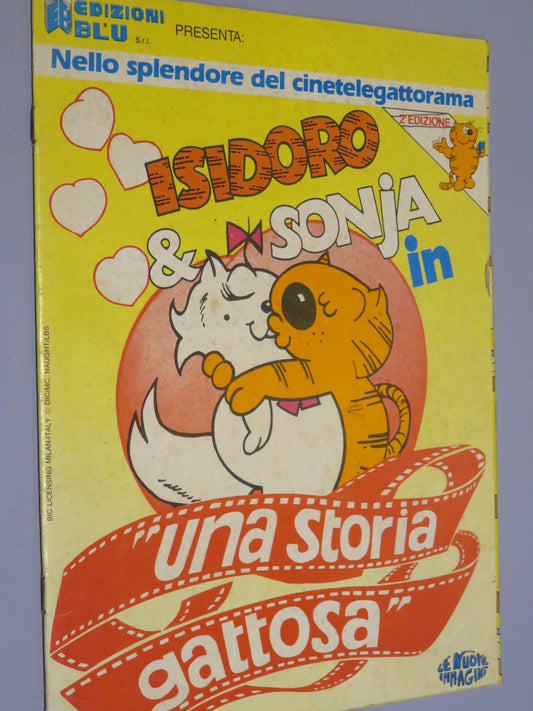 EDIZIONI
BLU S.r.l.
PRESENTA:
Nello splendore del cinetelegattorama
2ª EDIZIONE
ISIDORO
& SONJA
in
"una storia
gattosa"
BIC LICENSING MILAN-ITALY © DIC/MC. NAUGHT/LBS
LE NUOVE
IMMAGINI